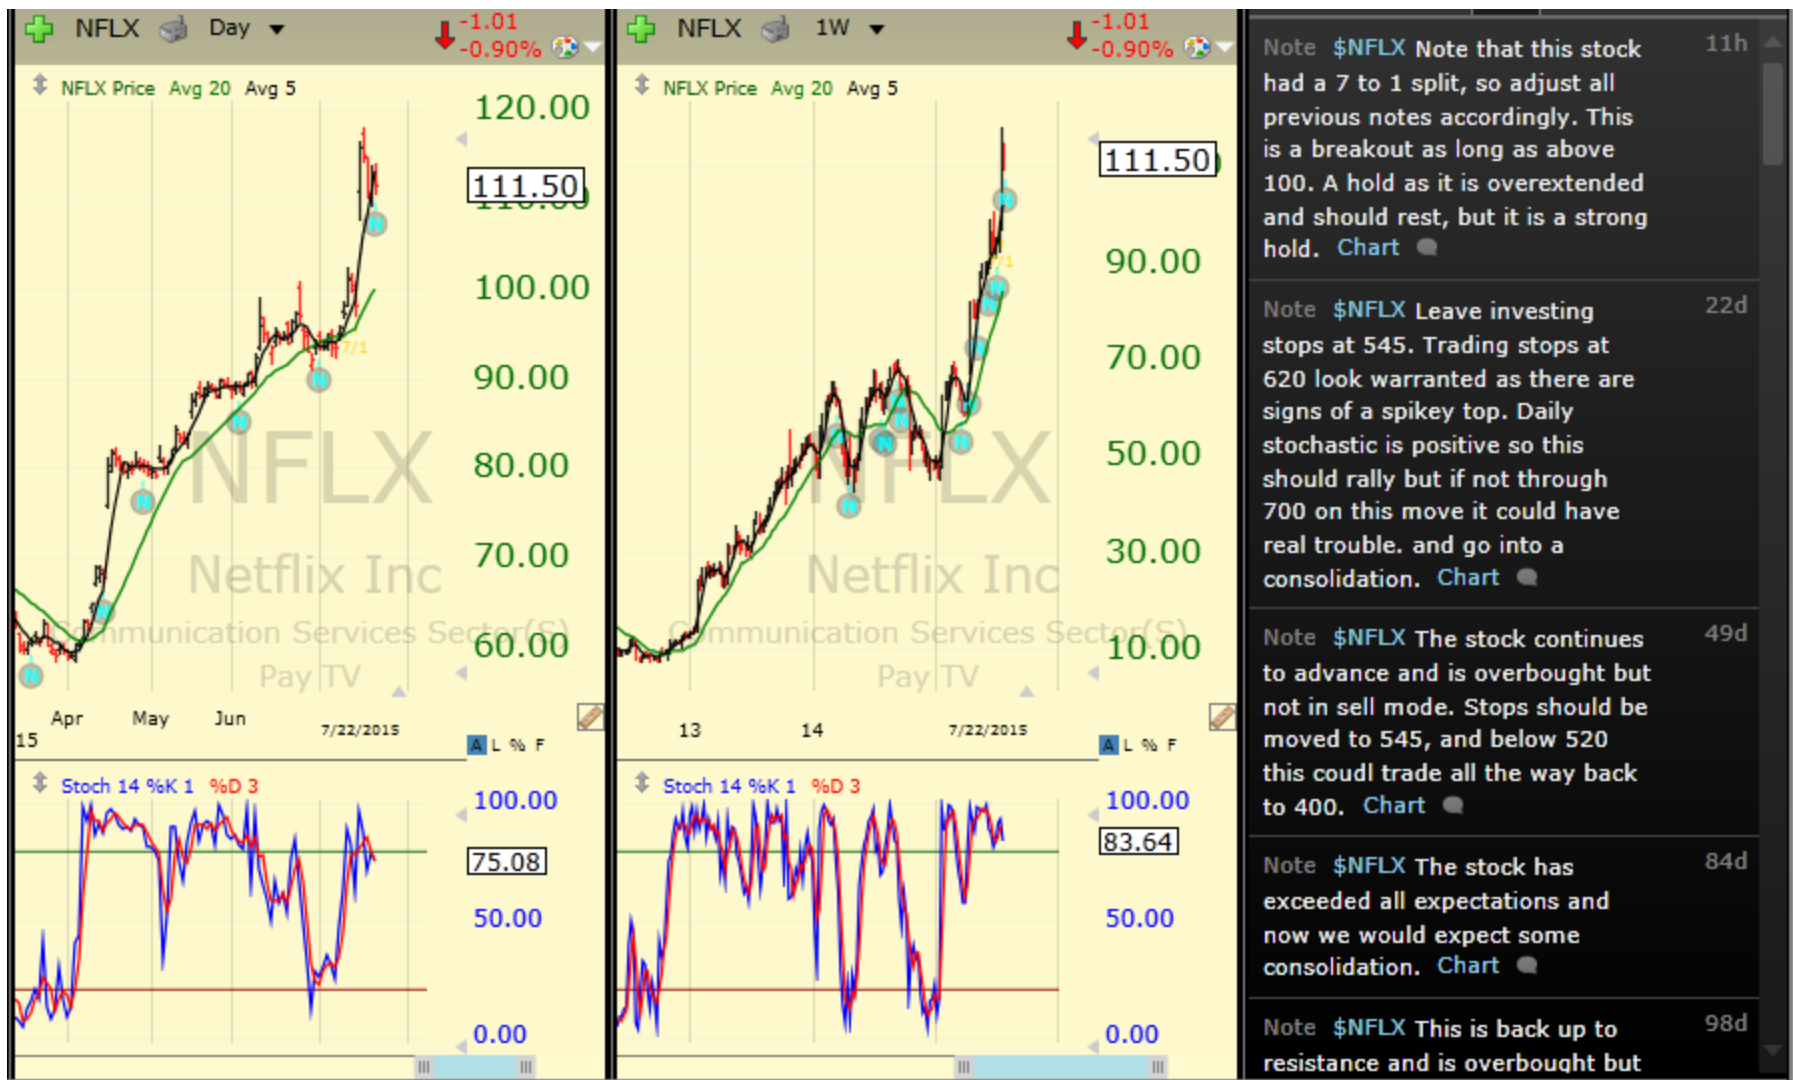 NFLX Day -1.01
-0.90%
NFLX Price Avg 20 Avg 5
120.00
111.50
110.00
100.00
7/1
90.00
80.00
NFLX
70.00
Netflix Inc
Communication Services Sector(S)
60.00
Pay TV
Apr May Jun 7/22/2015
15
A L % F
Stoch 14 %K 1 %D 3
100.00
75.08
50.00
0.00
NFLX 1W -1.01
-0.90%
NFLX Price Avg 20 Avg 5
111.50
90.00
7/1
70.00
50.00
NFLX
30.00
Netflix Inc
Communication Services Sector(S)
10.00
Pay TV
13 14 7/22/2015
A L % F
Stoch 14 %K 1 %D 3
100.00
83.64
50.00
0.00
Note $NFLX Note that this stock 11h
had a 7 to 1 split, so adjust all
previous notes accordingly. This
is a breakout as long as above
100. A hold as it is overextended
and should rest, but it is a strong
hold. Chart
Note $NFLX Leave investing 22d
stops at 545. Trading stops at
620 look warranted as there are
signs of a spikey top. Daily
stochastic is positive so this
should rally but if not through
700 on this move it could have
real trouble. and go into a
consolidation. Chart
Note $NFLX The stock continues 49d
to advance and is overbought but
not in sell mode. Stops should be
moved to 545, and below 520
this coudl trade all the way back
to 400. Chart
Note $NFLX The stock has 84d
exceeded all expectations and
now we would expect some
consolidation. Chart
Note $NFLX This is back up to 98d
resistance and is overbought but